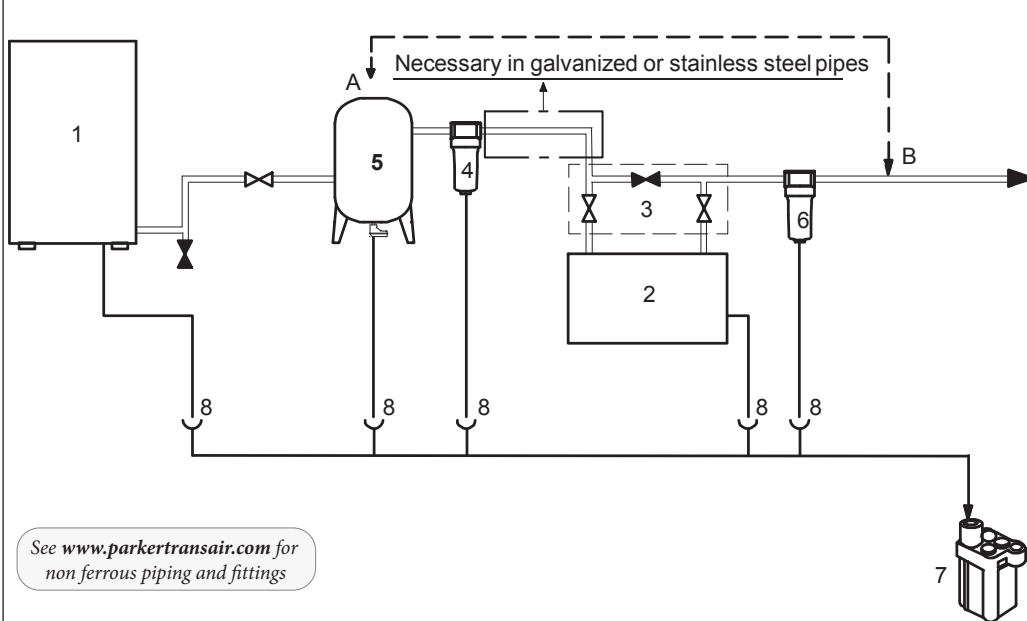 Necessary in galvanized or stainless steel pipes
A
1
5
4
B
3
6
2
8
8
8
8
8
See www.parkertransair.com for
non ferrous piping and fittings
7